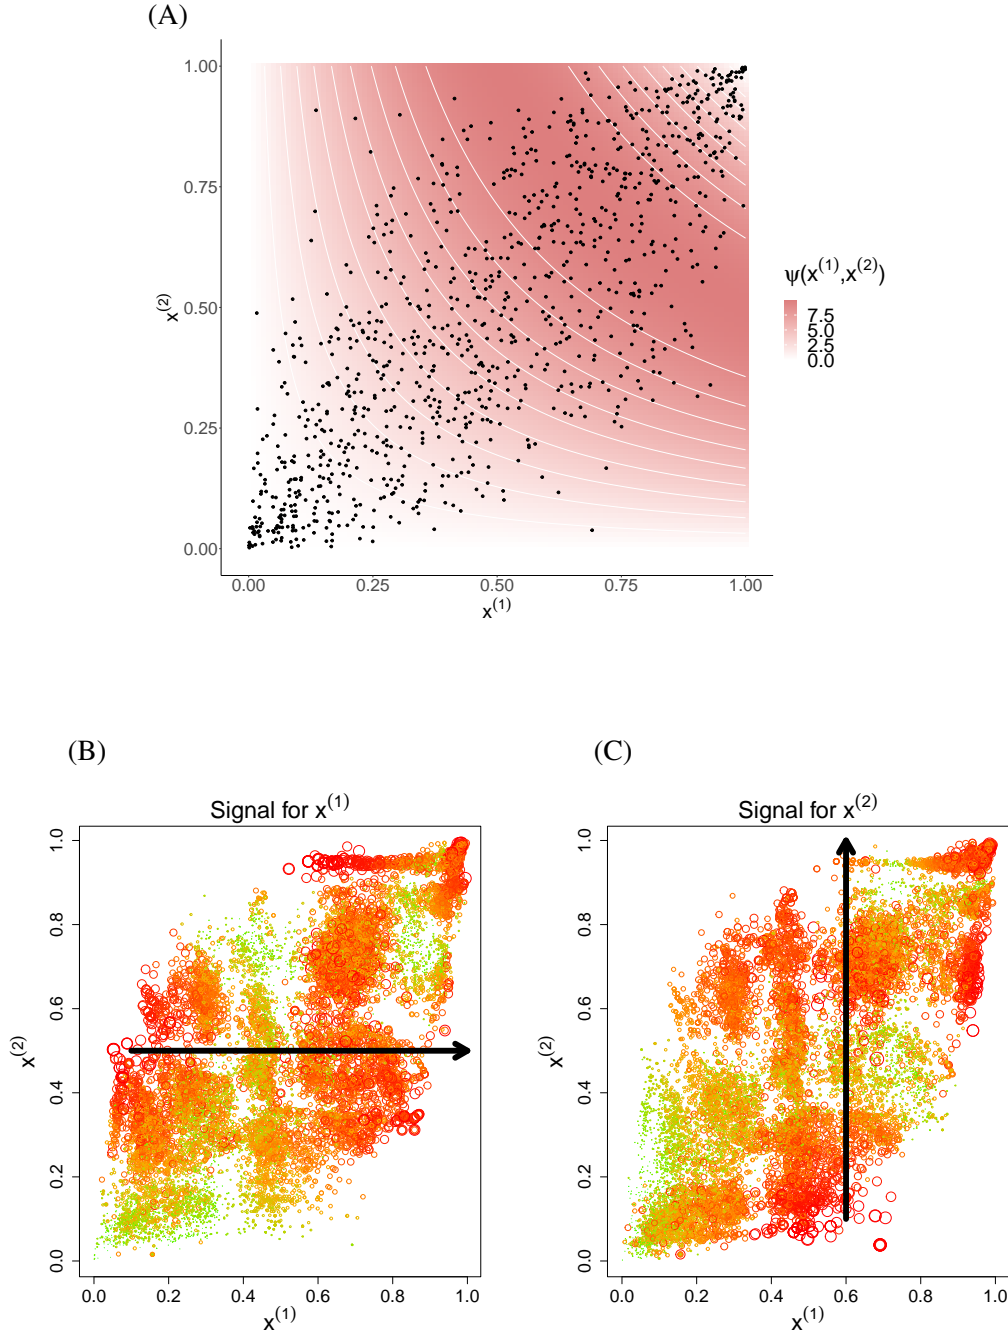 (A)
1.00
0.75
0.50
0.25
0.00
x^(2)
0.00 0.25 0.50 0.75 1.00
x^(1)
ψ(x^(1),x^(2))
7.5
5.0
2.5
0.0
(B)
Signal for x^(1)
1.0
0.8
0.6
0.4
0.2
0.0
x^(2)
0.0 0.2 0.4 0.6 0.8 1.0
x^(1)
(C)
Signal for x^(2)
1.0
0.8
0.6
0.4
0.2
0.0
x^(2)
0.0 0.2 0.4 0.6 0.8 1.0
x^(1)